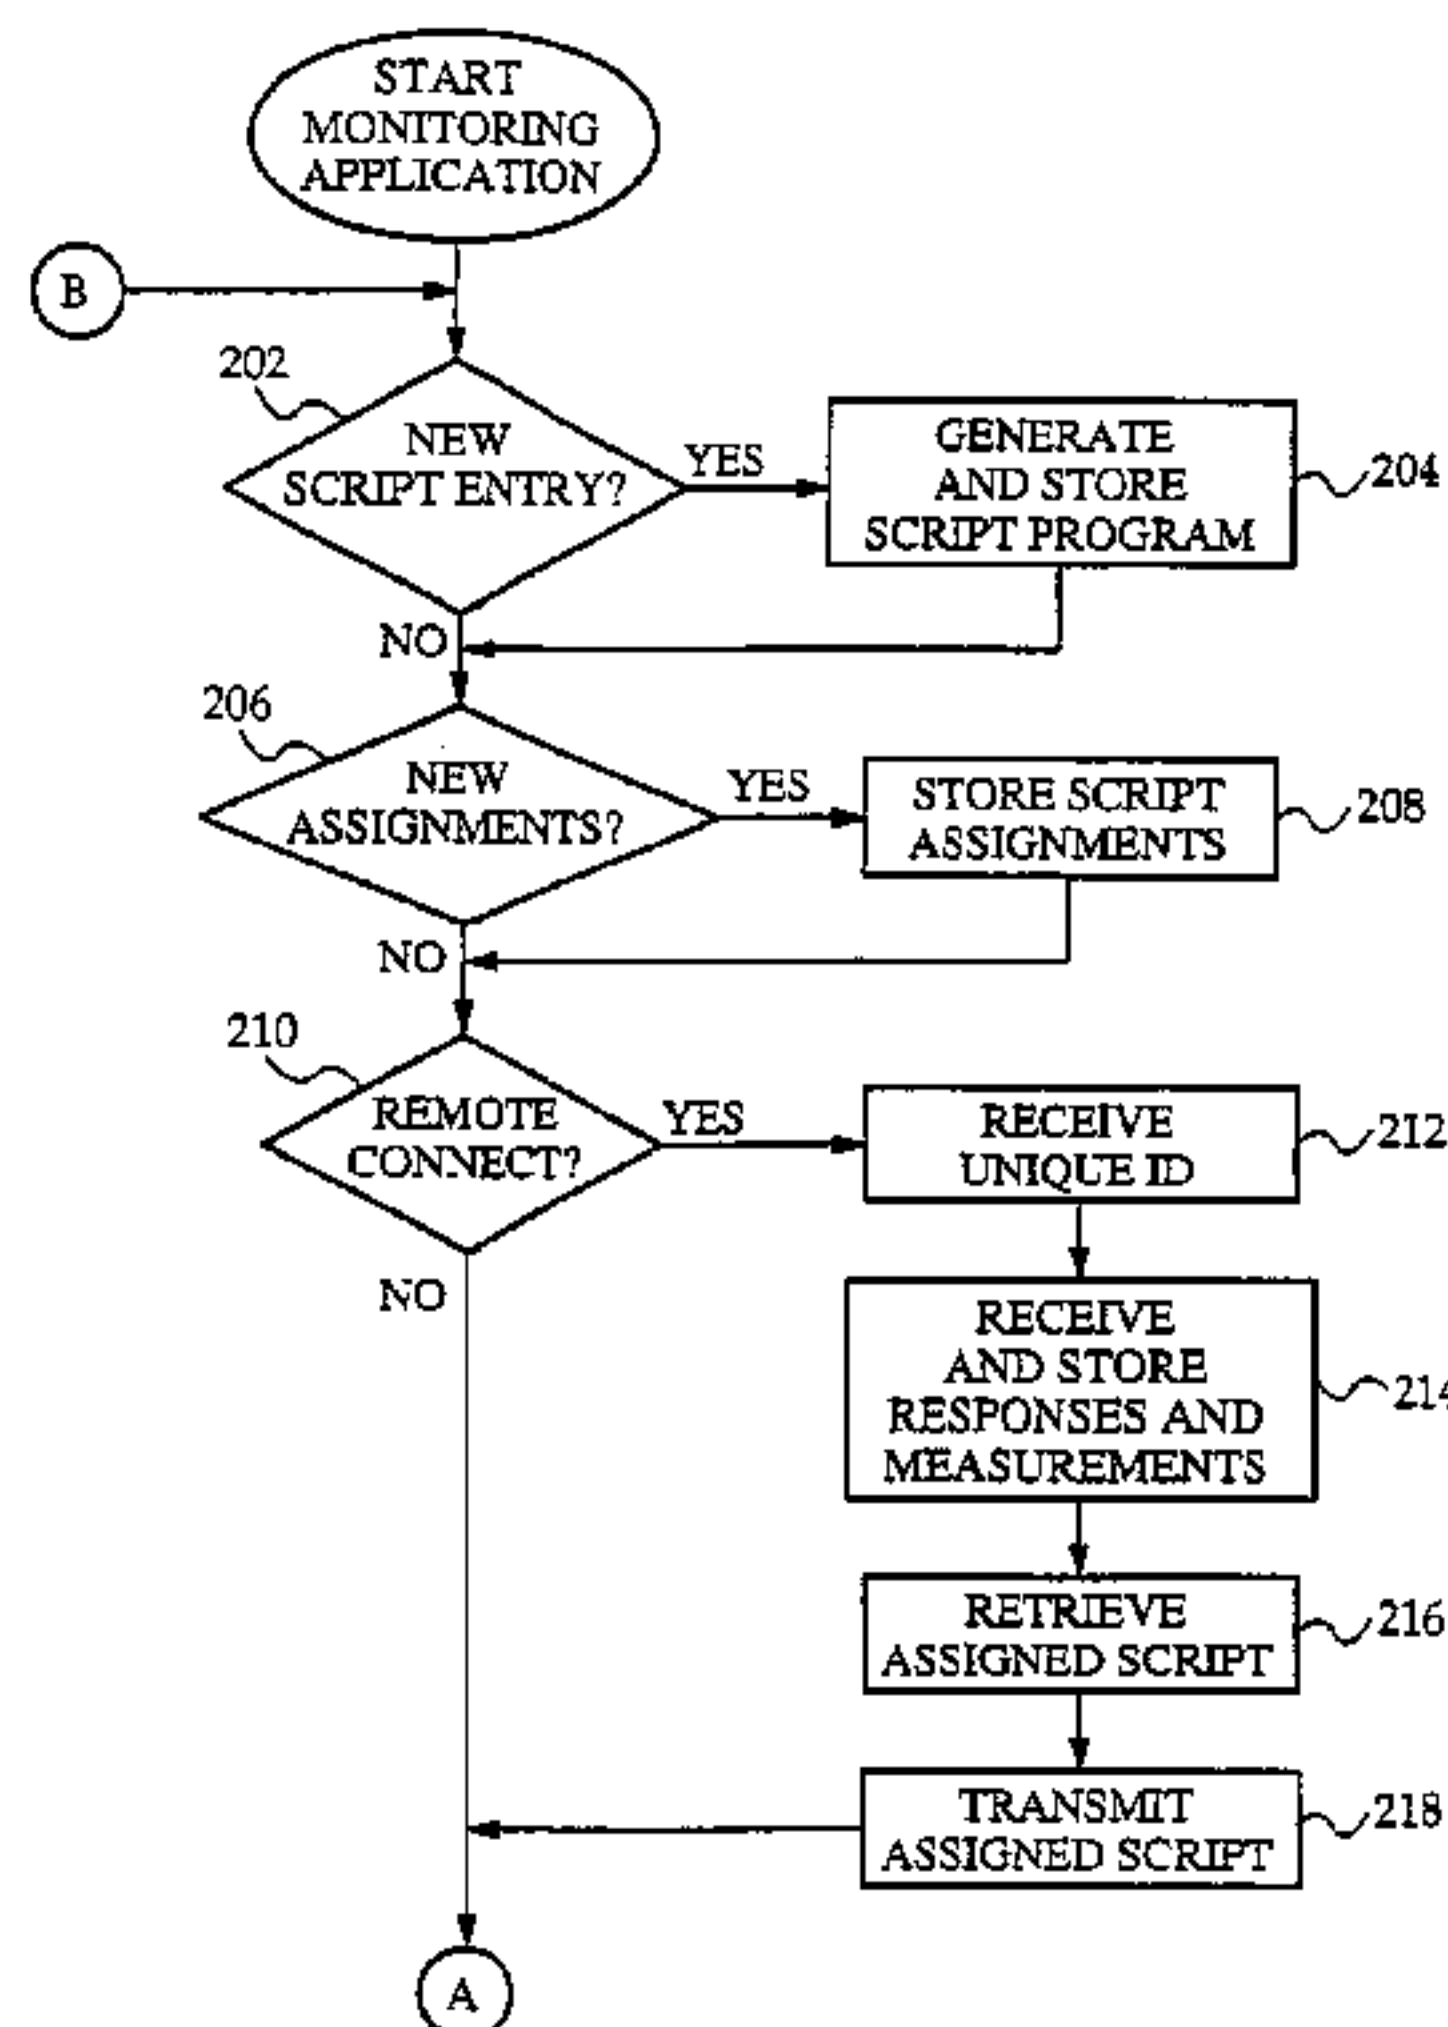 START
MONITORING
APPLICATION
B
202
NEW
SCRIPT ENTRY?
YES
GENERATE
AND STORE
SCRIPT PROGRAM
204
NO
206
NEW
ASSIGNMENTS?
YES
STORE SCRIPT
ASSIGNMENTS
208
NO
210
REMOTE
CONNECT?
YES
RECEIVE
UNIQUE ID
212
NO
RECEIVE
AND STORE
RESPONSES AND
MEASUREMENTS
214
RETRIEVE
ASSIGNED SCRIPT
216
TRANSMIT
ASSIGNED SCRIPT
218
A